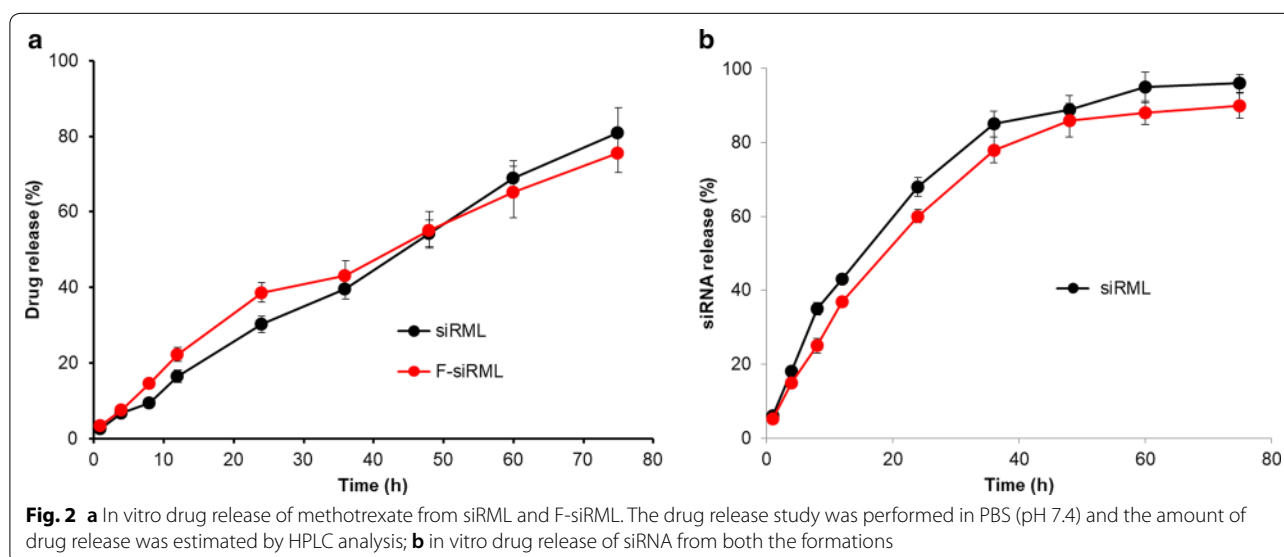 a
100
80
60
40
20
0
Drug release (%)
siRML
F-siRML
0 10 20 30 40 50 60 70 80
Time (h)
b
100
80
60
40
20
0
siRNA release (%)
siRML
0 20 40 60 80
Time (h)
Fig. 2 a In vitro drug release of methotrexate from siRML and F-siRML. The drug release study was performed in PBS (pH 7.4) and the amount of
drug release was estimated by HPLC analysis; b in vitro drug release of siRNA from both the formations